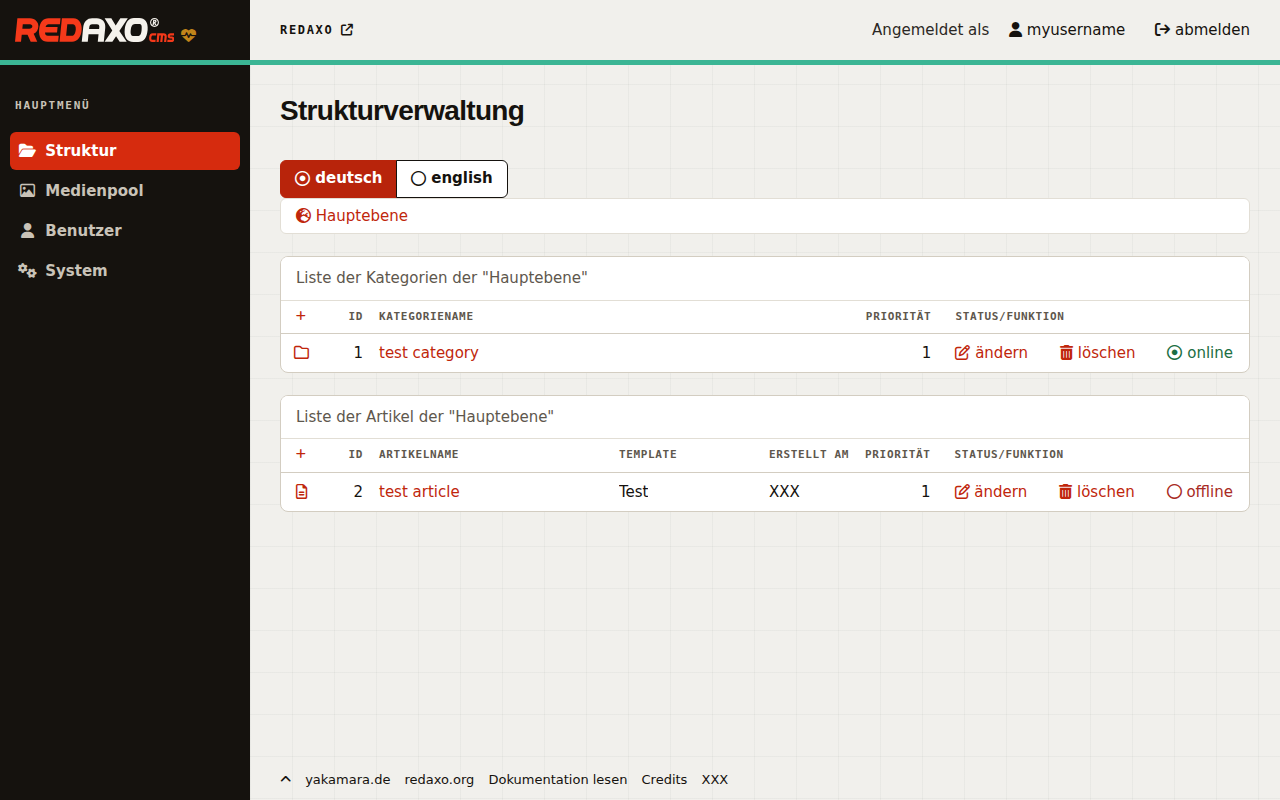 REDAXO® cms
REDAXO
Angemeldet als myusername abmelden
HAUPTMENÜ
Struktur
Medienpool
Benutzer
System
Strukturverwaltung
deutsch english
Hauptebene
Liste der Kategorien der "Hauptebene"
+ ID KATEGORIENAME PRIORITÄT STATUS/FUNKTION
1 test category 1 ändern löschen online
Liste der Artikel der "Hauptebene"
+ ID ARTIKELNAME TEMPLATE ERSTELLT AM PRIORITÄT STATUS/FUNKTION
2 test article Test XXX 1 ändern löschen offline
yakamara.de redaxo.org Dokumentation lesen Credits XXX